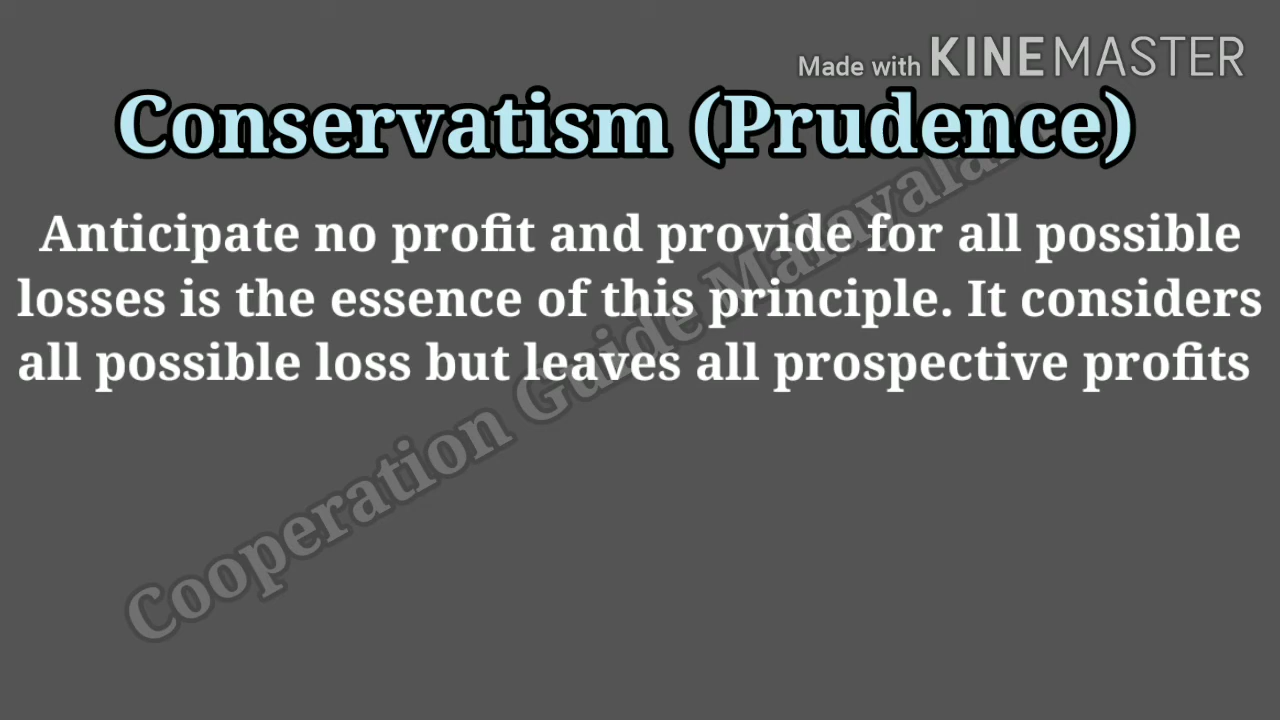 Made with KINEMASTER
Conservatism (Prudence)
Anticipate no profit and provide for all possible
losses is the essence of this principle. It considers
all possible loss but leaves all prospective profits
Cooperation Guide Malayalam